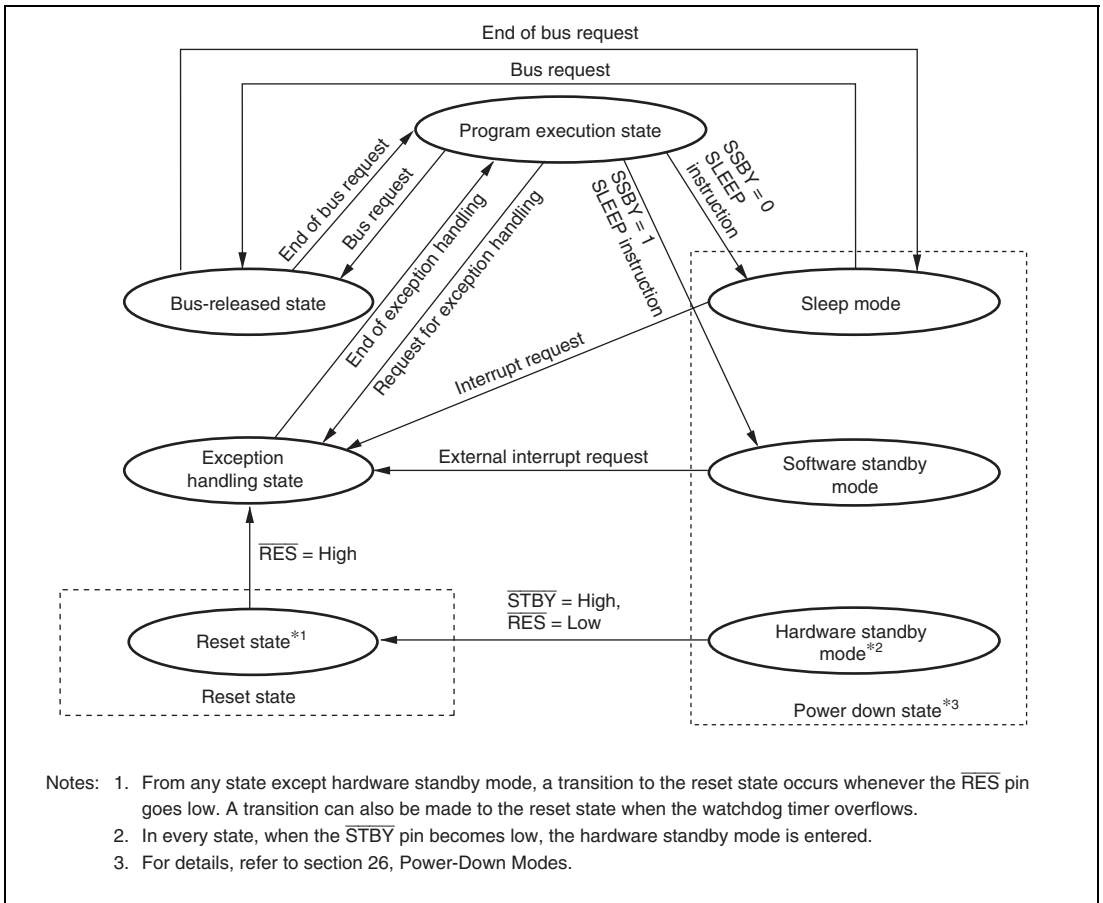 End of bus request
Bus request
Program execution state
End of bus request
Bus request
End of exception handling
Request for exception handling
SSBY = 1
SLEEP instruction
SSBY = 0
SLEEP
instruction
Bus-released state
Sleep mode
Interrupt request
Exception
handling state
External interrupt request
Software standby
mode
R̅E̅S̅ = High
S̅T̅B̅Y̅ = High,
R̅E̅S̅ = Low
Reset state*1
Hardware standby
mode*2
Reset state
Power down state*3
Notes: 1. From any state except hardware standby mode, a transition to the reset state occurs whenever the R̅E̅S̅ pin
goes low. A transition can also be made to the reset state when the watchdog timer overflows.
2. In every state, when the S̅T̅B̅Y̅ pin becomes low, the hardware standby mode is entered.
3. For details, refer to section 26, Power-Down Modes.